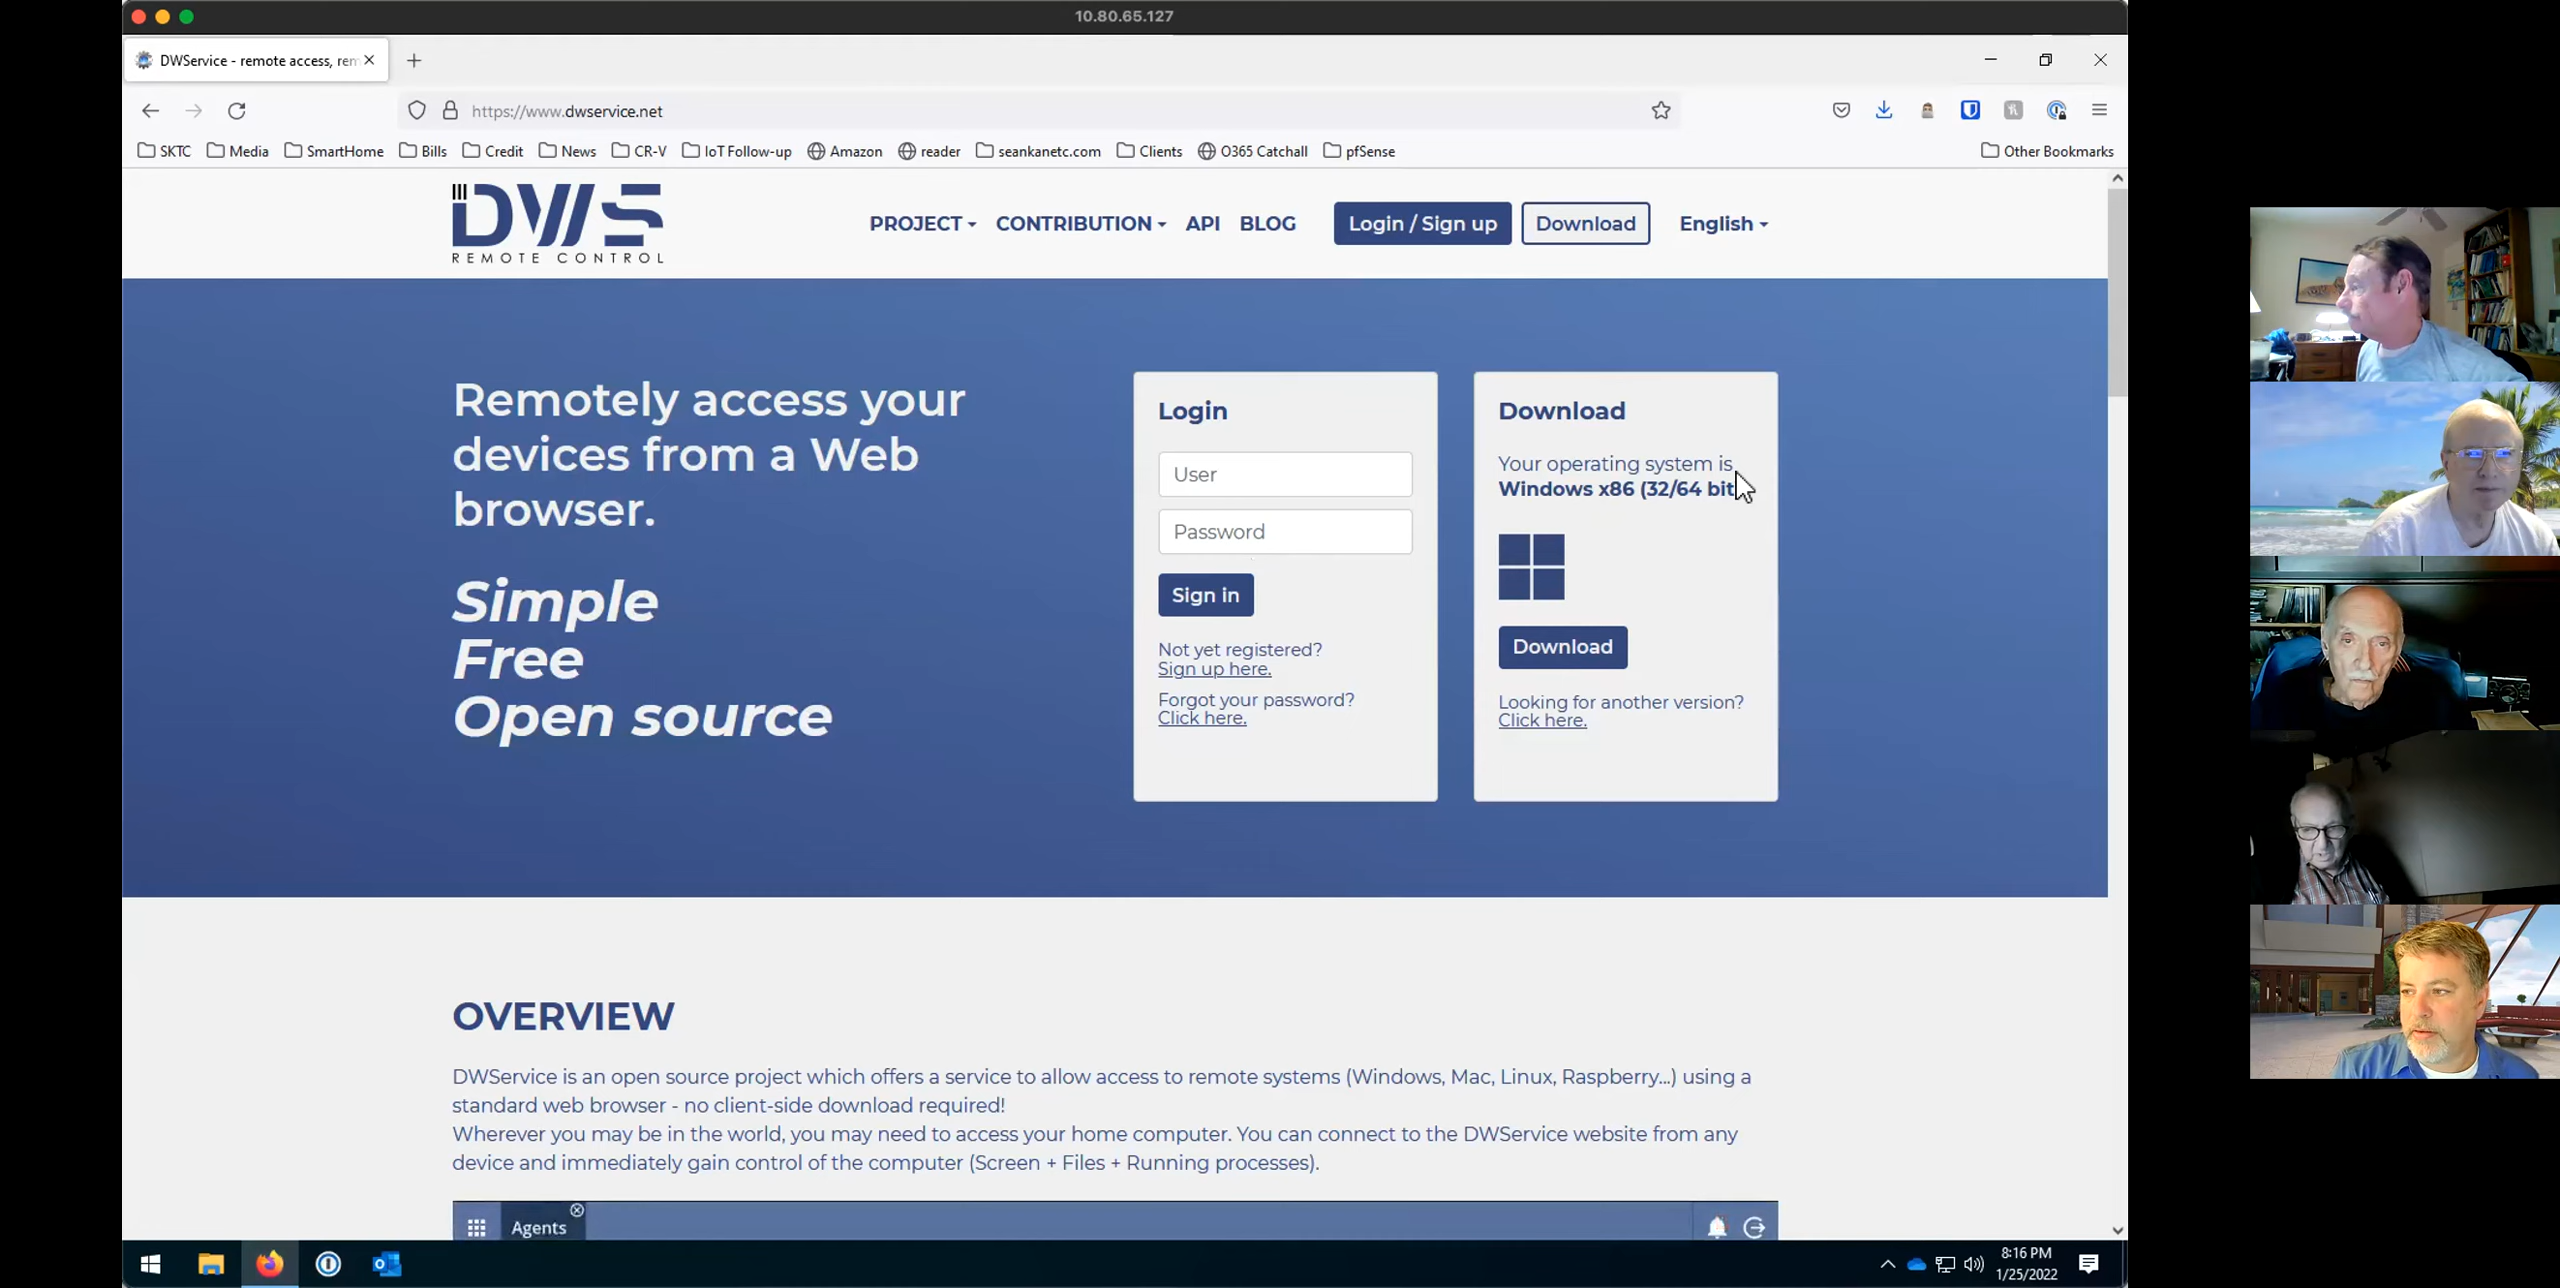 10.80.65.127
DWService - remote access, rem
https://www.dwservice.net
SKTC Media SmartHome Bills Credit News CR-V IoT Follow-up Amazon reader seankanetc.com Clients O365 Catchall pfSense Other Bookmarks
DWS
REMOTE CONTROL
PROJECT CONTRIBUTION API BLOG Login / Sign up Download English
Remotely access your
devices from a Web
browser.
Simple
Free
Open source
Login
User
Password
Sign in
Not yet registered?
Sign up here.
Forgot your password?
Click here.
Download
Your operating system is
Windows x86 (32/64 bit
Download
Looking for another version?
Click here.
OVERVIEW
DWService is an open source project which offers a service to allow access to remote systems (Windows, Mac, Linux, Raspberry...) using a
standard web browser - no client-side download required!
Wherever you may be in the world, you may need to access your home computer. You can connect to the DWService website from any
device and immediately gain control of the computer (Screen + Files + Running processes).
Agents
8:16 PM
1/25/2022